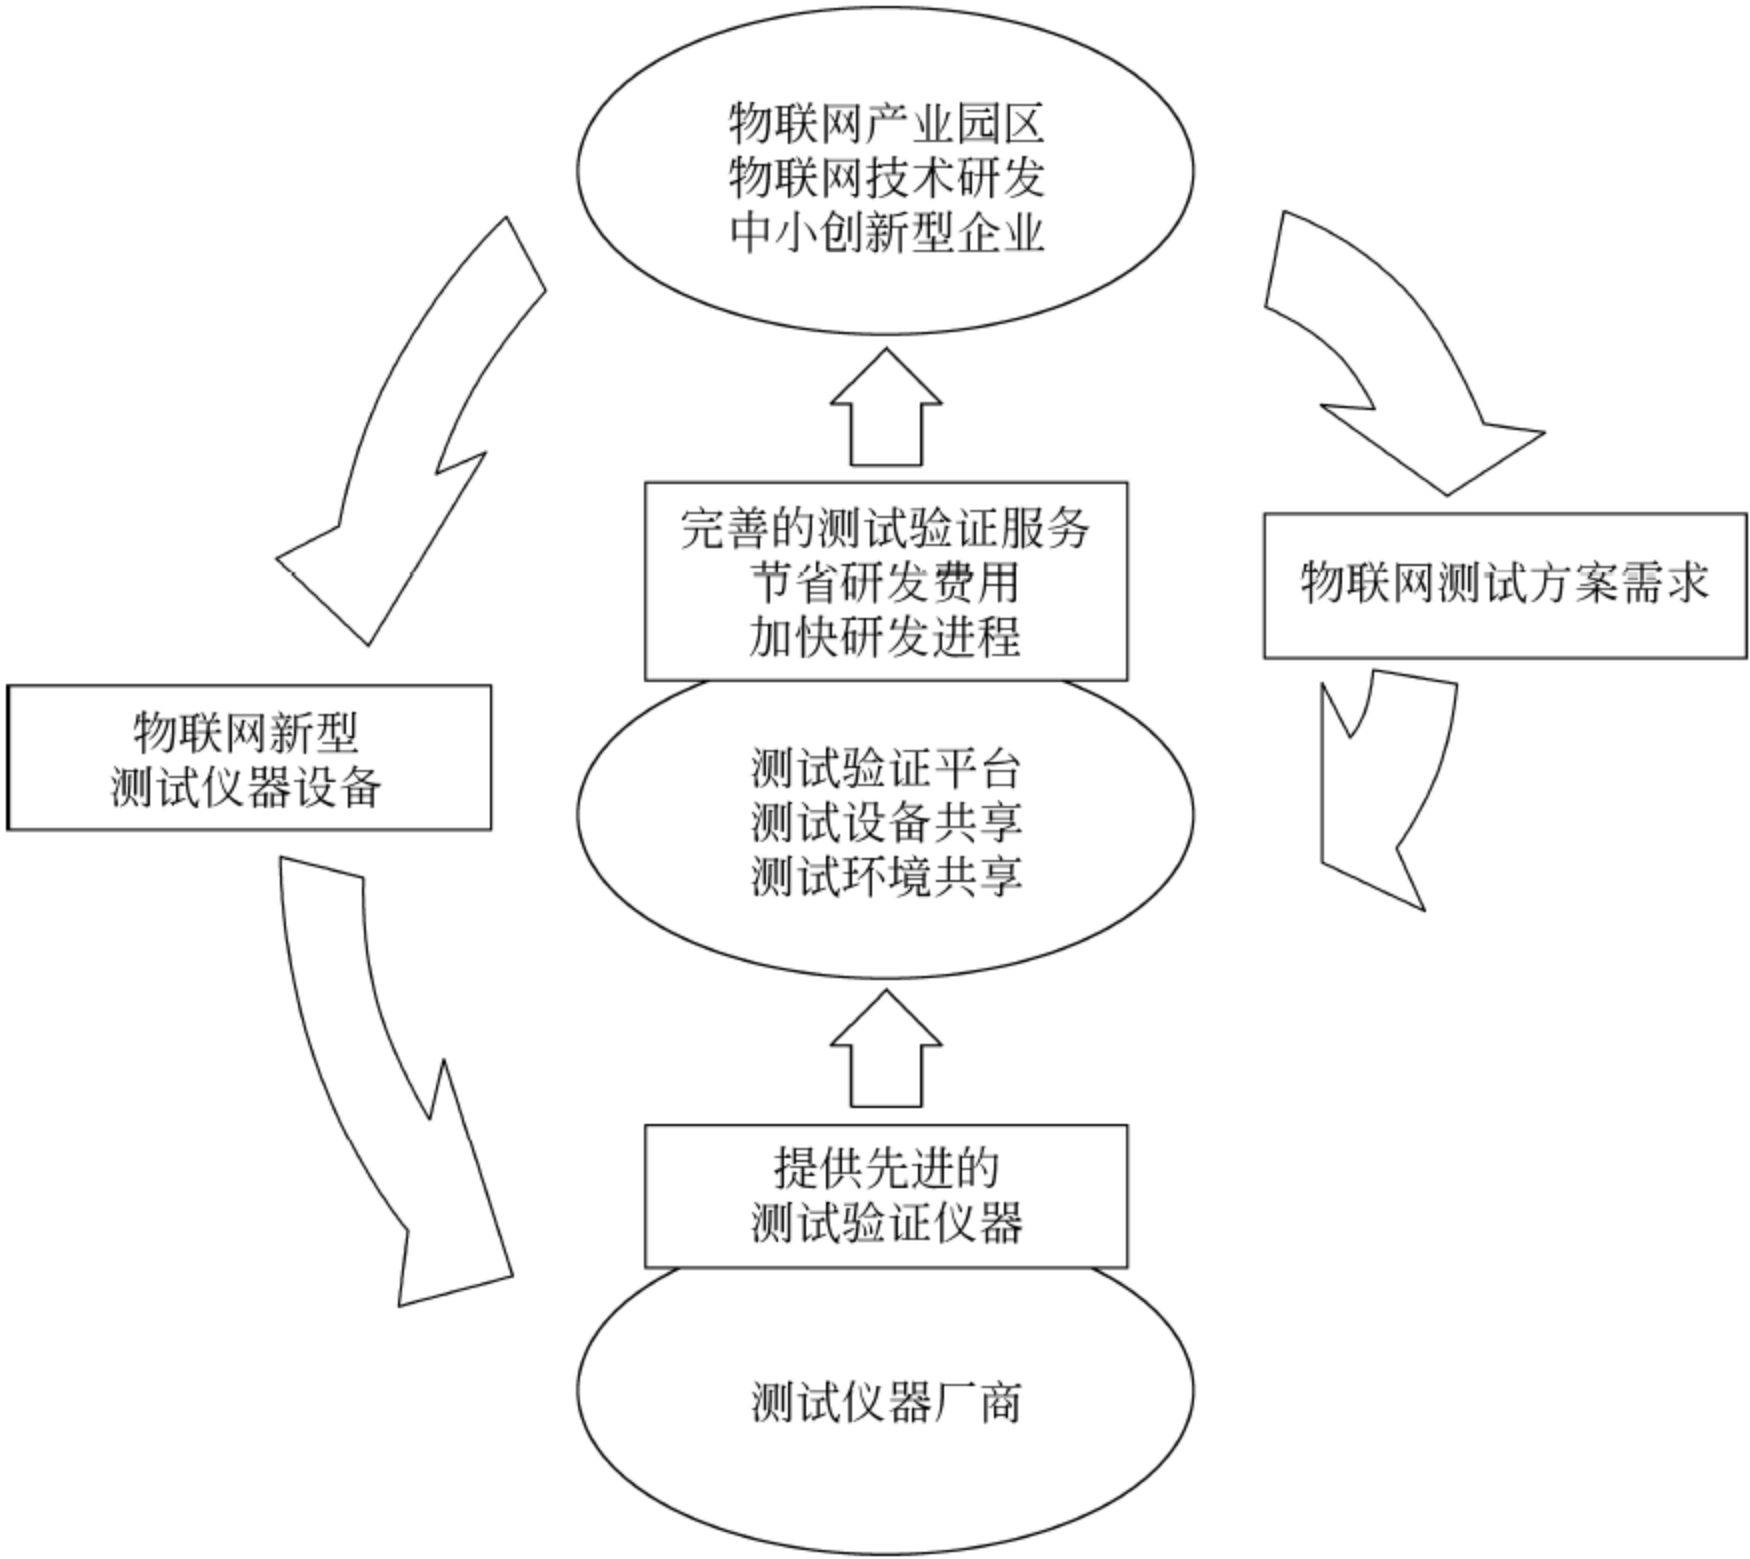 物联网产业园区
物联网技术研发
中小创新型企业
完善的测试验证服务
节省研发费用
加快研发进程
物联网测试方案需求
物联网新型
测试仪器设备
测试验证平台
测试设备共享
测试环境共享
提供先进的
测试验证仪器
测试仪器厂商